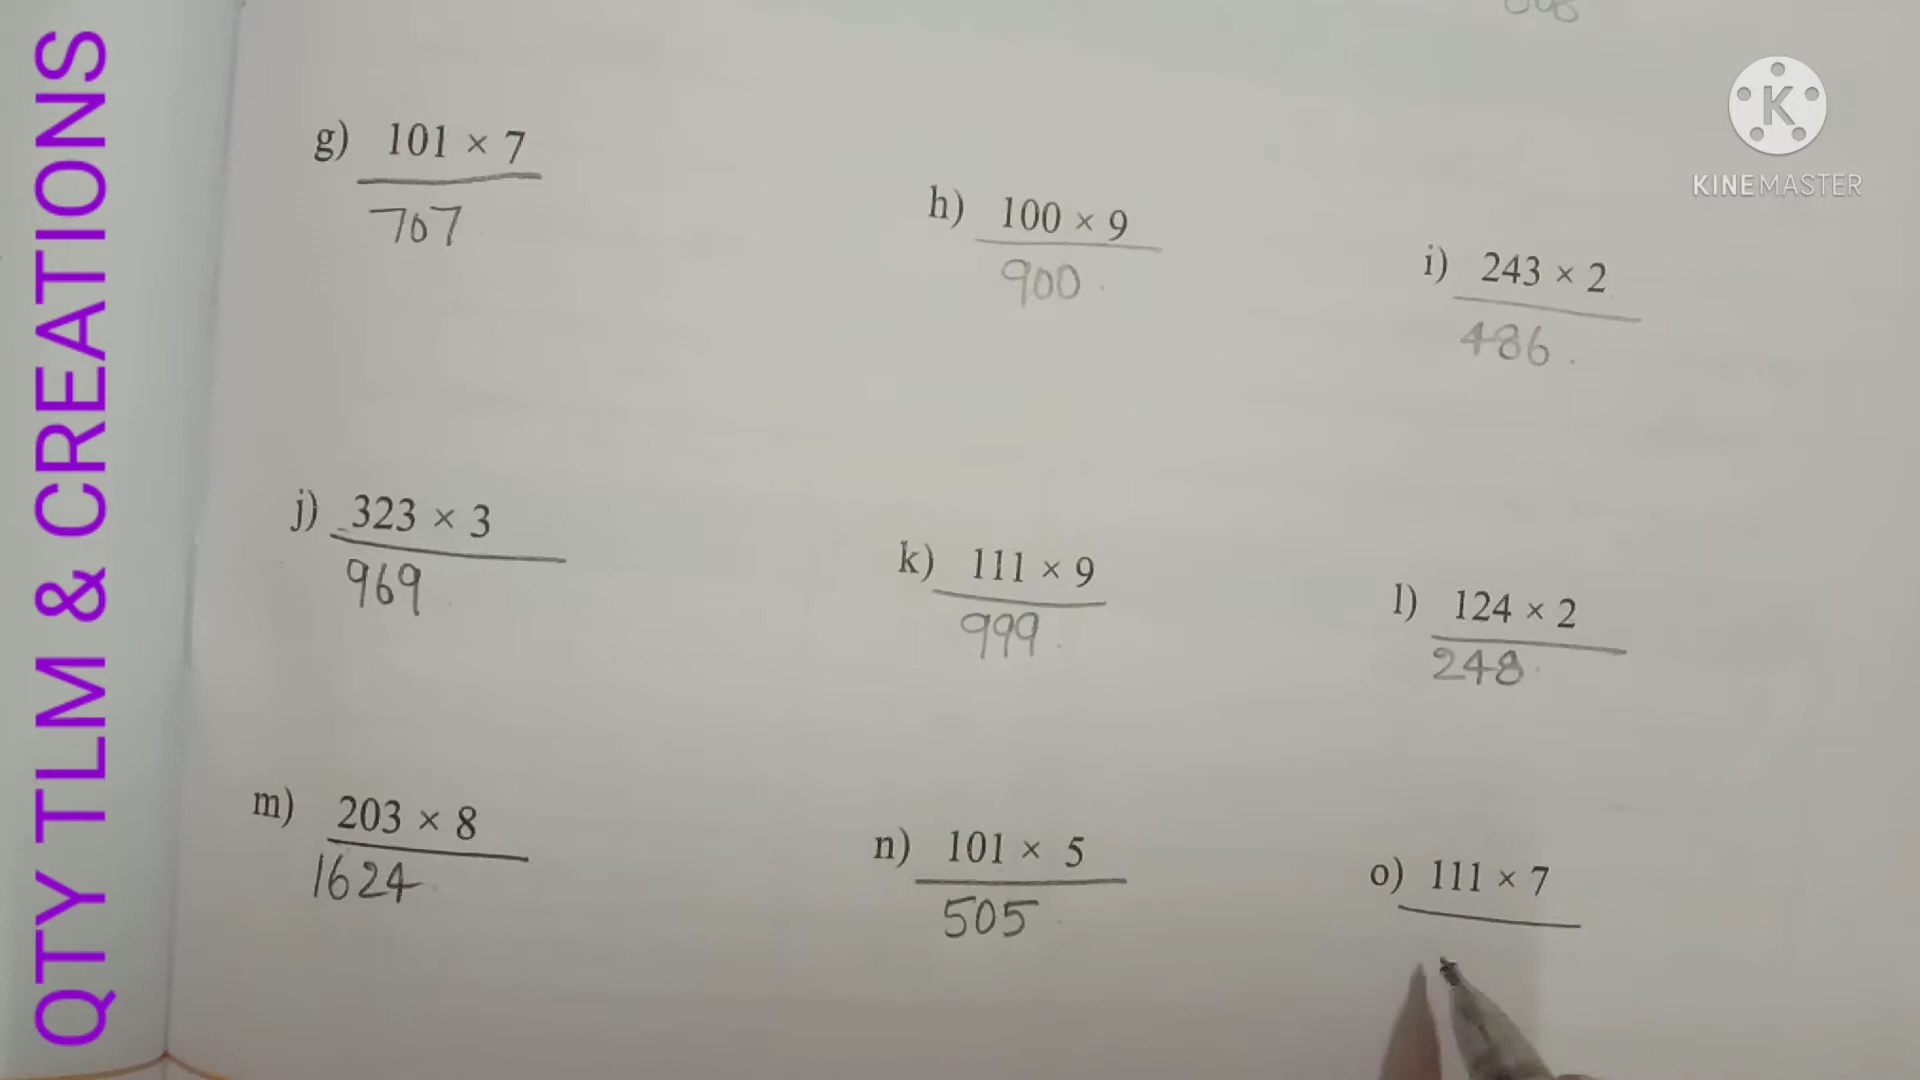 QTY TLM & CREATIONS
KINEMASTER
g) 101 × 7
707
h) 100 × 9
900.
i) 243 × 2
486.
j) 323 × 3
969
k) 111 × 9
999.
l) 124 × 2
248.
m) 203 × 8
1624
n) 101 × 5
505
o) 111 × 7